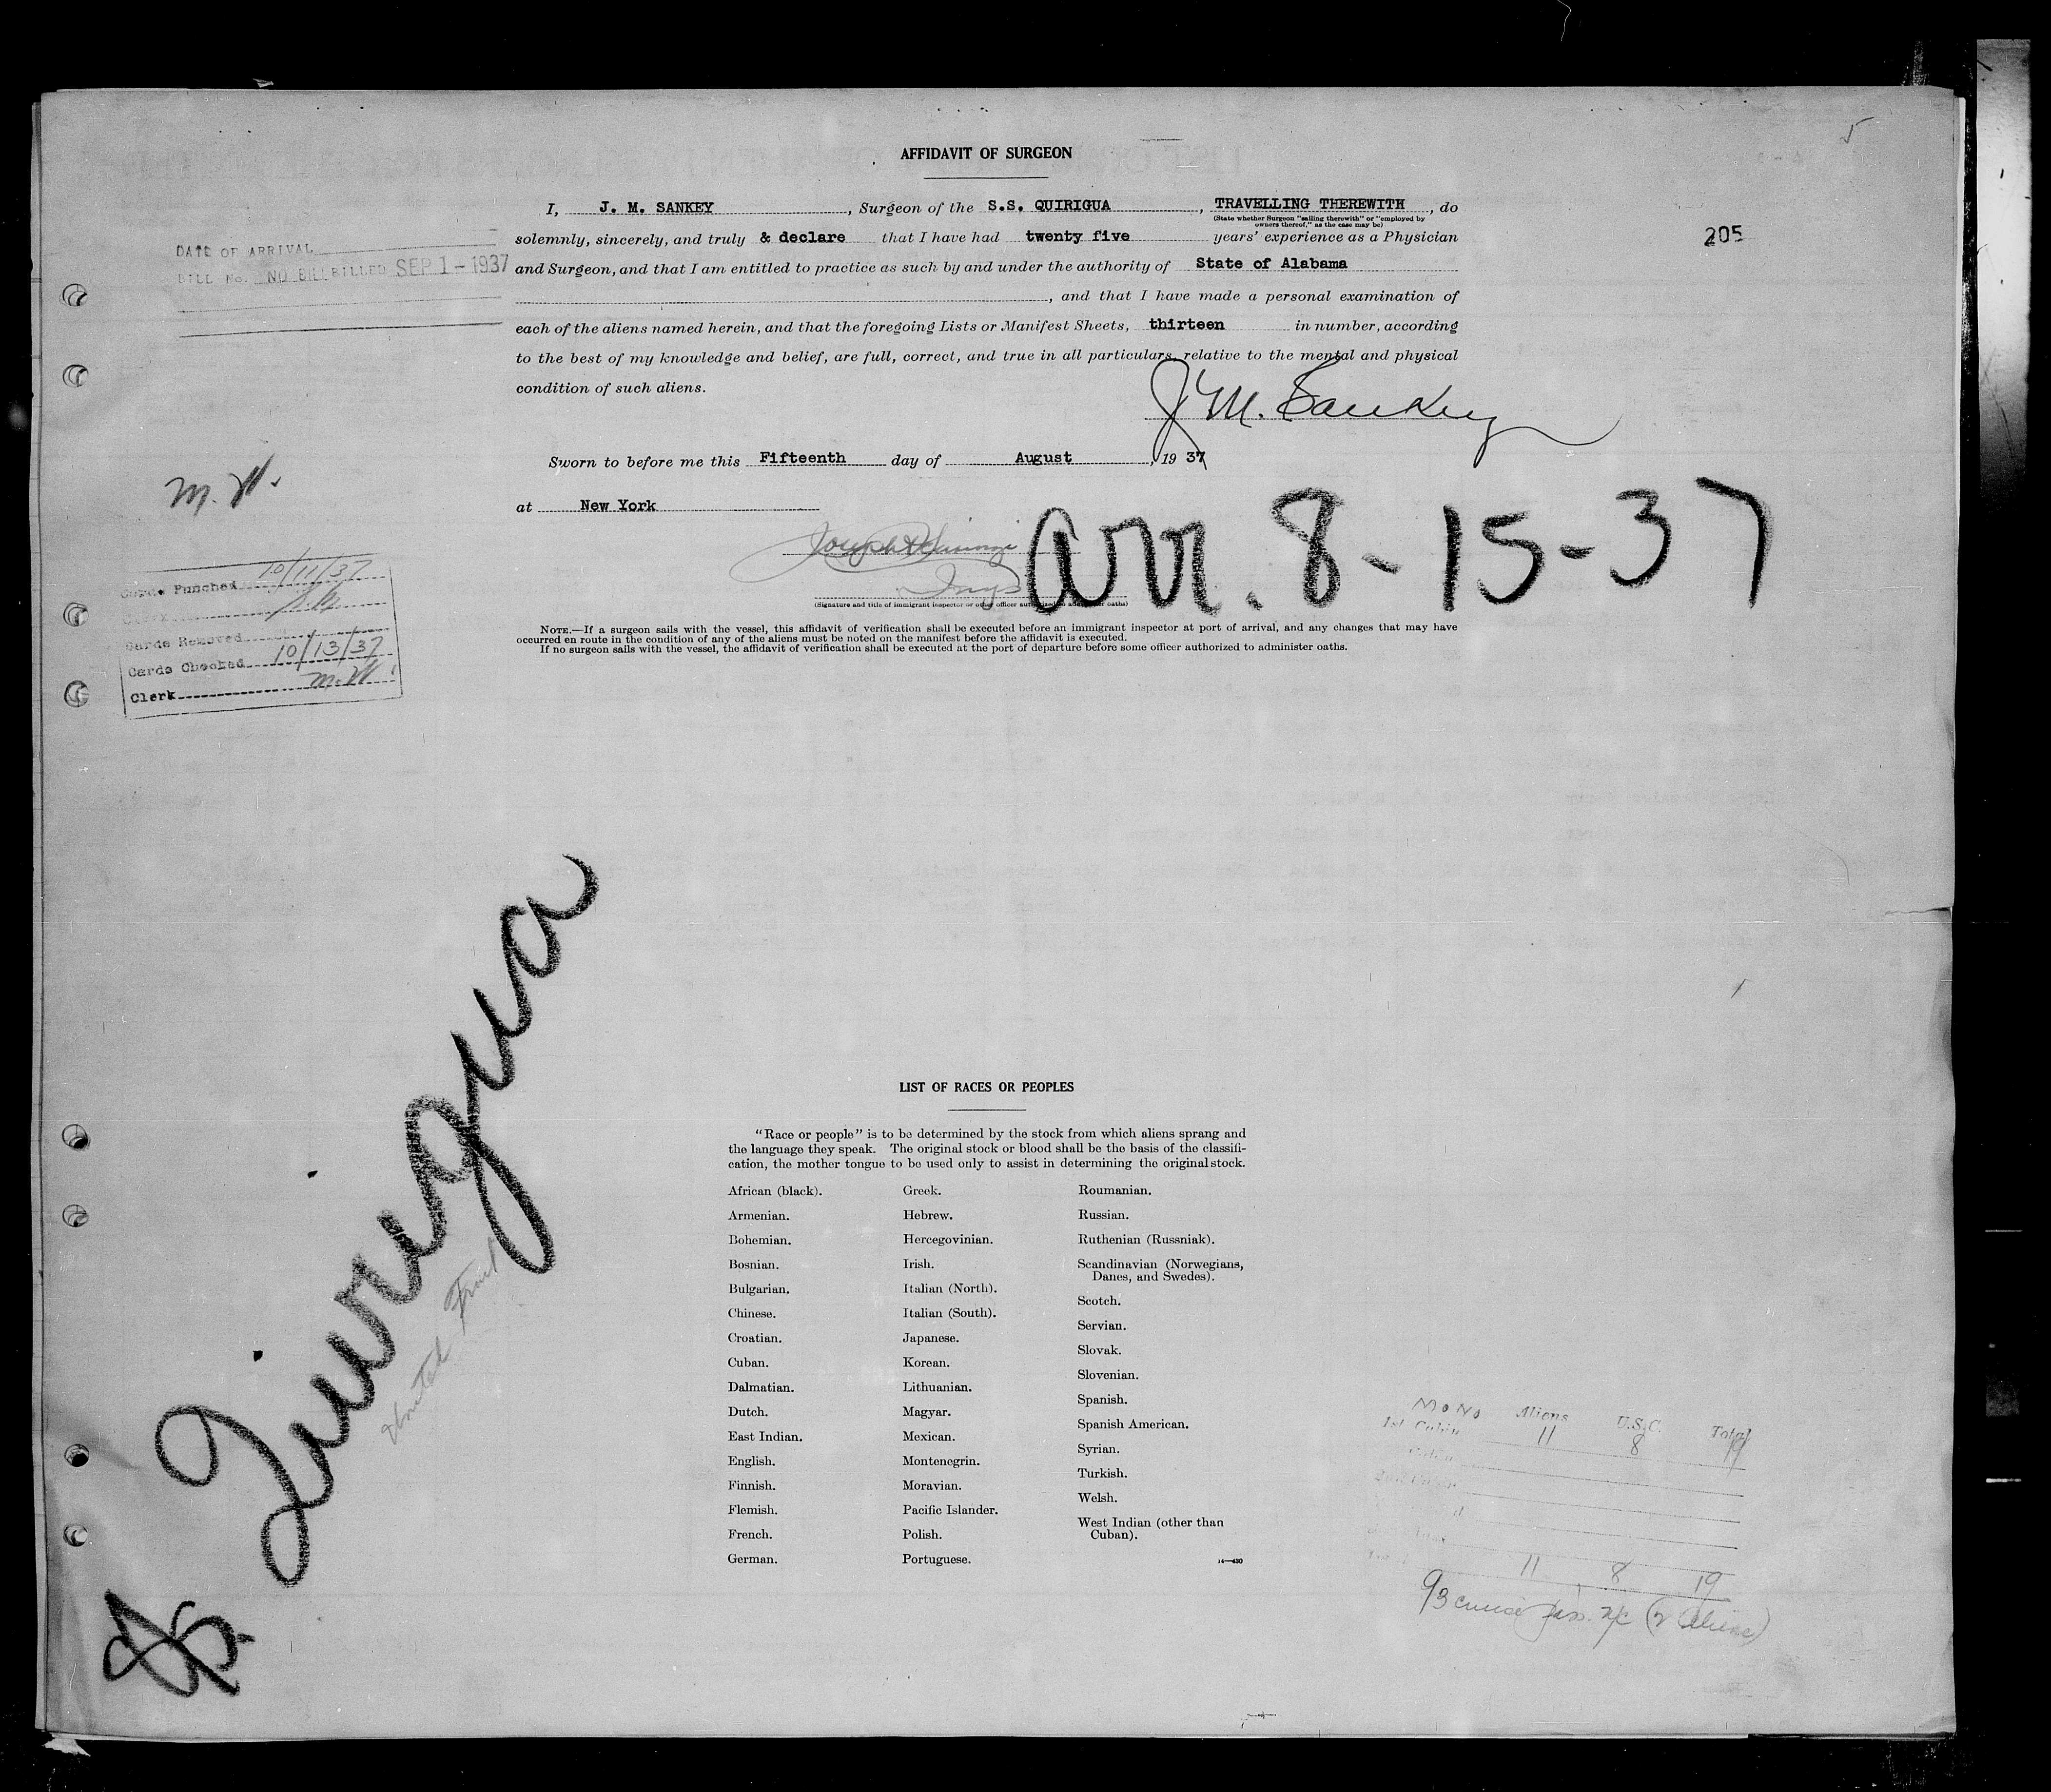 AFFIDAVIT OF SURGEON
I, J. M. SANKEY, Surgeon of the S.S. QUIRIGUA, TRAVELLING THEREWITH, do
(State whether Surgeon "sailing therewith" or "employed by
owners thereof," as the case may be)
solemnly, sincerely, and truly & declare that I have had twenty five years' experience as a Physician
and Surgeon, and that I am entitled to practice as such by and under the authority of State of Alabama
, and that I have made a personal examination of
each of the aliens named herein, and that the foregoing Lists or Manifest Sheets, thirteen in number, according
to the best of my knowledge and belief, are full, correct, and true in all particulars, relative to the mental and physical
condition of such aliens.
J. M. Sankey
Sworn to before me this Fifteenth day of August, 19 37
at New York
205
DATE OF ARRIVAL
BILL No. NO BILL BILLED SEP 1 - 1937
M. W.
Arr. 8-15-37
(Signature and title of immigrant inspector or other officer authorized to administer oaths)
NOTE.—If a surgeon sails with the vessel, this affidavit of verification shall be executed before an immigrant inspector at port of arrival, and any changes that may have
occurred en route in the condition of any of the aliens must be noted on the manifest before the affidavit is executed.
If no surgeon sails with the vessel, the affidavit of verification shall be executed at the port of departure before some officer authorized to administer oaths.
Cards Punched 10/11/37
Clerk
Cards Removed
Cards Checked 10/13/37
Clerk M. W.
SS. Quirigua
United Fruit
LIST OF RACES OR PEOPLES
"Race or people" is to be determined by the stock from which aliens sprang and
the language they speak. The original stock or blood shall be the basis of the classifi-
cation, the mother tongue to be used only to assist in determining the original stock.
African (black).
Armenian.
Bohemian.
Bosnian.
Bulgarian.
Chinese.
Croatian.
Cuban.
Dalmatian.
Dutch.
East Indian.
English.
Finnish.
Flemish.
French.
German.
Greek.
Hebrew.
Hercegovinian.
Irish.
Italian (North).
Italian (South).
Japanese.
Korean.
Lithuanian.
Magyar.
Mexican.
Montenegrin.
Moravian.
Pacific Islander.
Polish.
Portuguese.
Roumanian.
Russian.
Ruthenian (Russniak).
Scandinavian (Norwegians,
Danes, and Swedes).
Scotch.
Servian.
Slovak.
Slovenian.
Spanish.
Spanish American.
Syrian.
Turkish.
Welsh.
West Indian (other than
Cuban).
14—430
Aliens U.S.C. Total
1st Cabin 11 8 19
11 8 19
93 cruise pass. (2 Aliens)